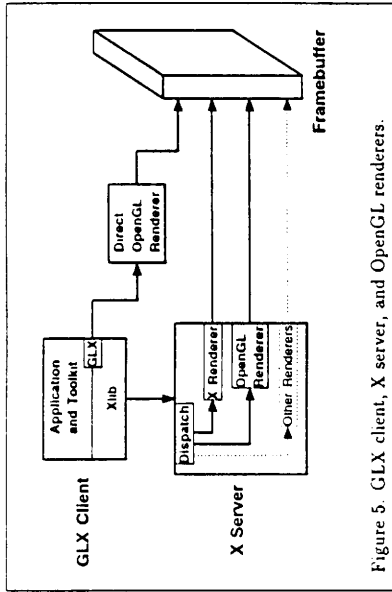 GLX Client
Application
and Toolkit
GLX
Xlib
Direct
OpenGL
Renderer
X Server
Dispatch
X Renderer
OpenGL
Renderer
Other Renderers
Framebuffer
Figure 5. GLX client, X server, and OpenGL renderers.